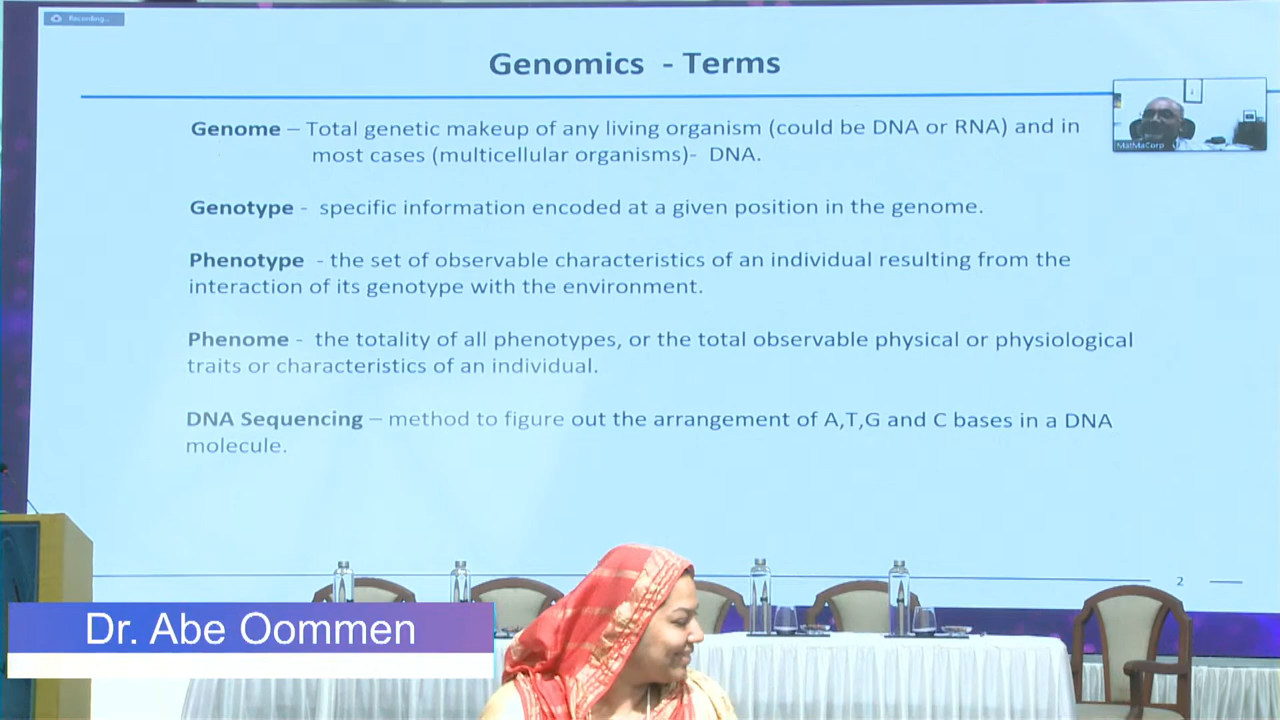 Recording...
Genomics - Terms
MatMaCorp
Genome – Total genetic makeup of any living organism (could be DNA or RNA) and in
most cases (multicellular organisms)- DNA.
Genotype - specific information encoded at a given position in the genome.
Phenotype - the set of observable characteristics of an individual resulting from the
interaction of its genotype with the environment.
Phenome - the totality of all phenotypes, or the total observable physical or physiological
traits or characteristics of an individual.
DNA Sequencing – method to figure out the arrangement of A,T,G and C bases in a DNA
molecule.
2
Dr. Abe Oommen